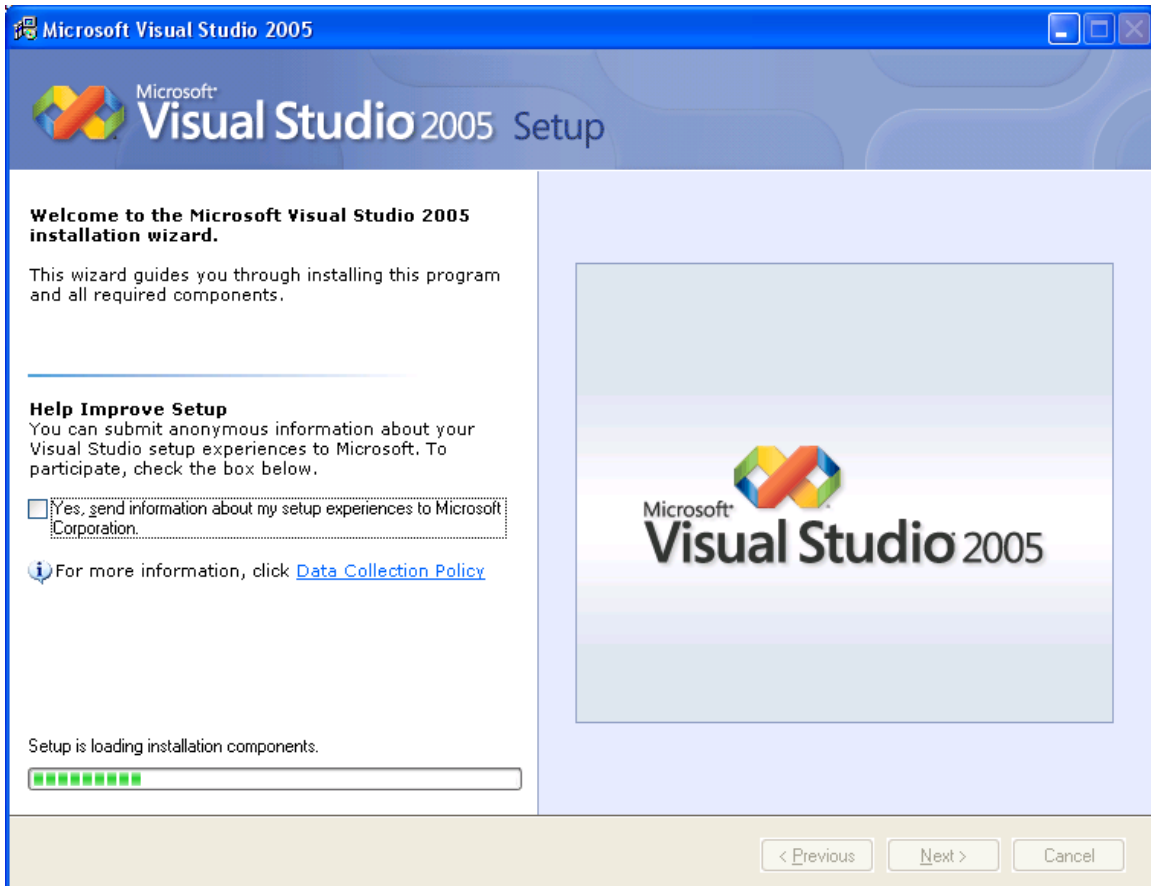 Microsoft Visual Studio 2005
Microsoft
Visual Studio 2005 Setup
Welcome to the Microsoft Visual Studio 2005
installation wizard.
This wizard guides you through installing this program
and all required components.
Help Improve Setup
You can submit anonymous information about your
Visual Studio setup experiences to Microsoft. To
participate, check the box below.
Yes, send information about my setup experiences to Microsoft
Corporation.
For more information, click Data Collection Policy
Setup is loading installation components.
Microsoft
Visual Studio 2005
< Previous
Next >
Cancel